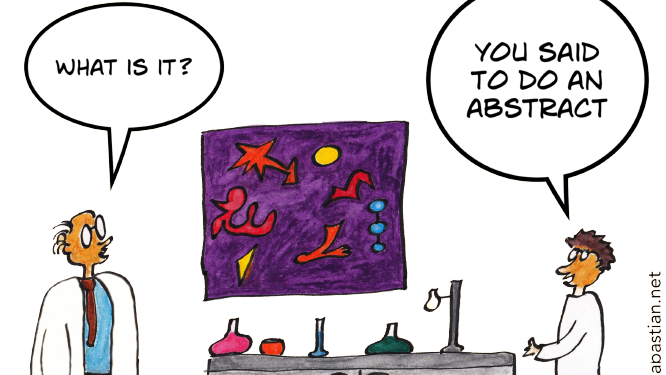 WHAT IS IT?
YOU SAID
TO DO AN
ABSTRACT
abastian.net